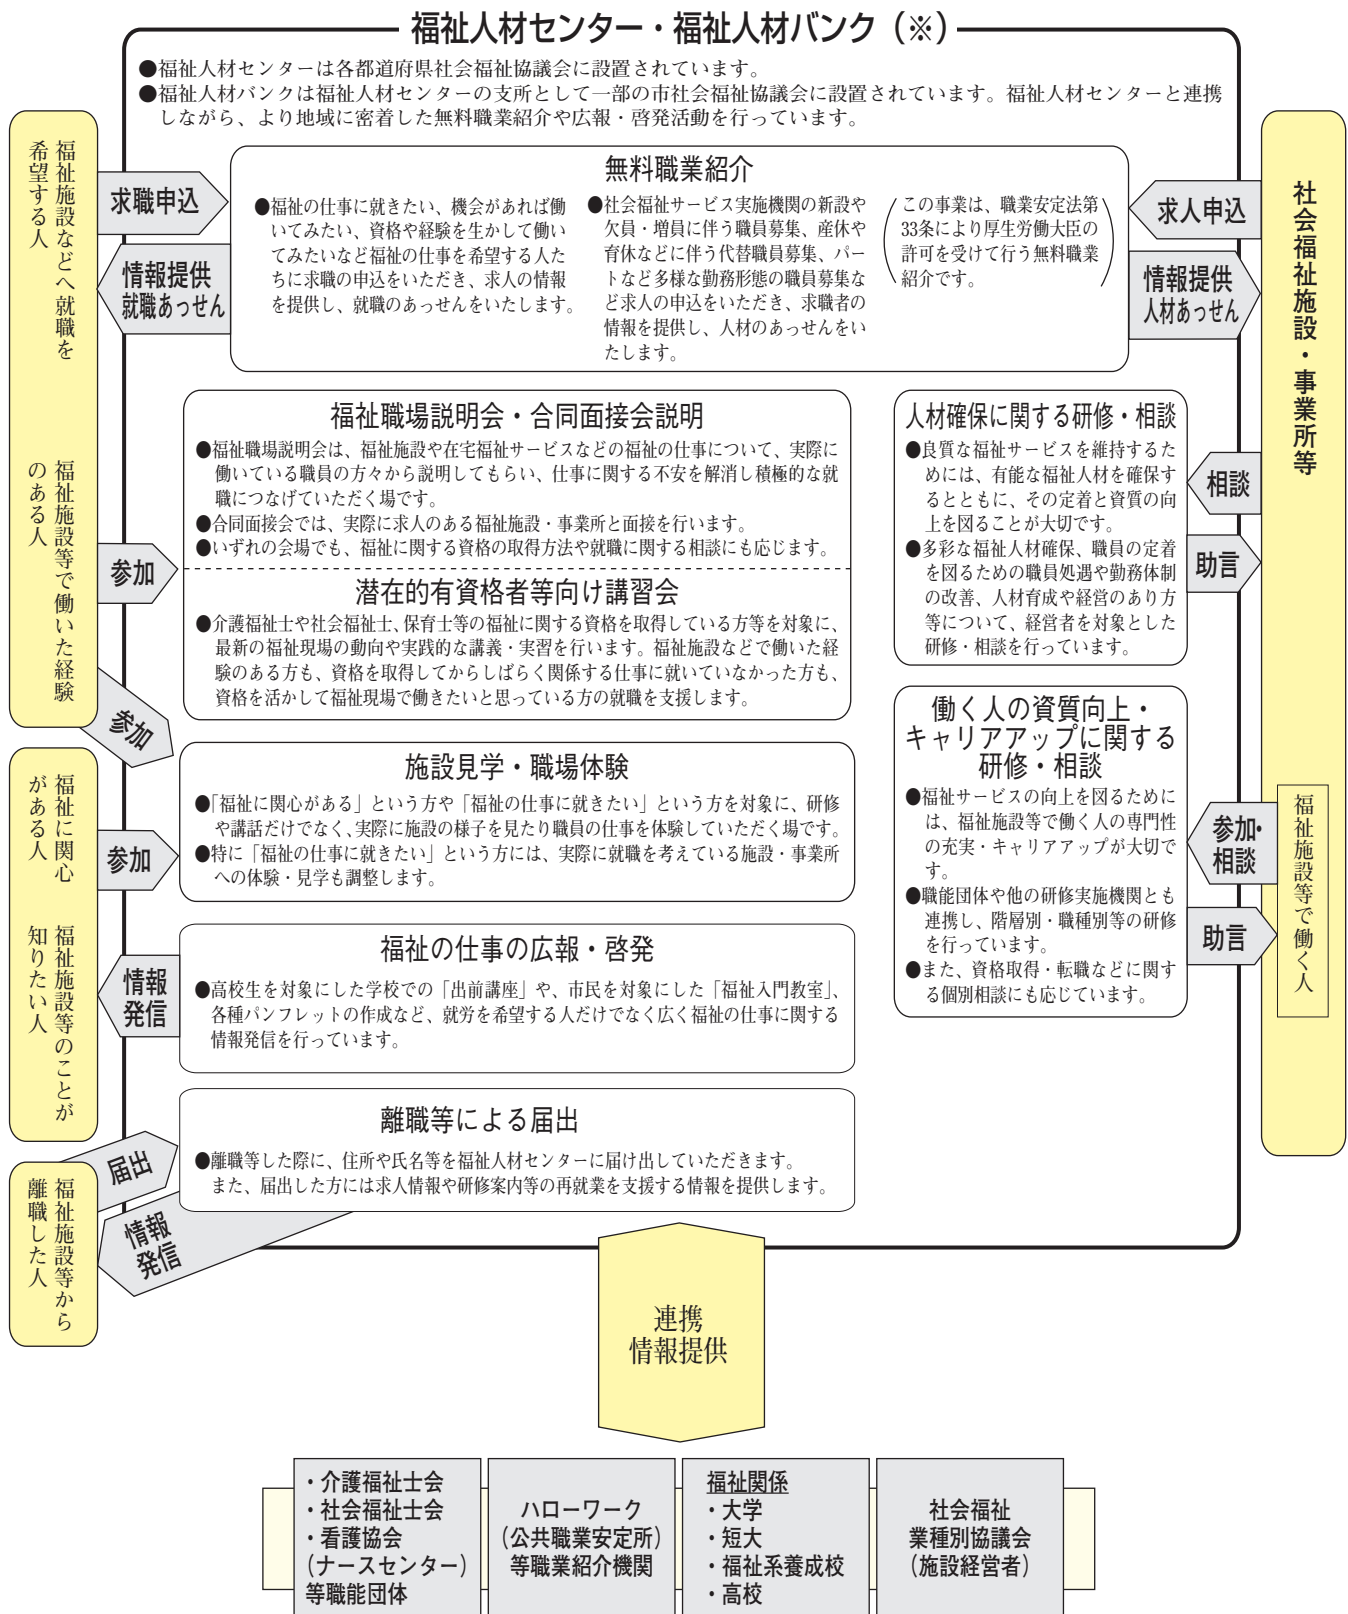 福祉人材センター・福祉人材バンク（※）
●福祉人材センターは各都道府県社会福祉協議会に設置されています。
●福祉人材バンクは福祉人材センターの支所として一部の市社会福祉協議会に設置されています。福祉人材センターと連携
しながら、より地域に密着した無料職業紹介や広報・啓発活動を行っています。
福祉施設などへ就職を
希望する人
福祉施設等で働いた経験
のある人
求職申込
情報提供
就職あっせん
無料職業紹介
●福祉の仕事に就きたい、機会があれば働
いてみたい、資格や経験を生かして働い
てみたいなど福祉の仕事を希望する人た
ちに求職の申込をいただき、求人の情報
を提供し、就職のあっせんをいたします。
●社会福祉サービス実施機関の新設や
欠員・増員に伴う職員募集、産休や
育休などに伴う代替職員募集、パー
トなど多様な勤務形態の職員募集な
ど求人の申込をいただき、求職者の
情報を提供し、人材のあっせんをい
たします。
（この事業は、職業安定法第
33条により厚生労働大臣の
許可を受けて行う無料職業
紹介です。）
求人申込
情報提供
人材あっせん
社会福祉施設・事業所等
参加
福祉職場説明会・合同面接会説明
●福祉職場説明会は、福祉施設や在宅福祉サービスなどの福祉の仕事について、実際に
働いている職員の方々から説明してもらい、仕事に関する不安を解消し積極的な就
職につなげていただく場です。
●合同面接会では、実際に求人のある福祉施設・事業所と面接を行います。
●いずれの会場でも、福祉に関する資格の取得方法や就職に関する相談にも応じます。
潜在的有資格者等向け講習会
●介護福祉士や社会福祉士、保育士等の福祉に関する資格を取得している方等を対象に、
最新の福祉現場の動向や実践的な講義・実習を行います。福祉施設などで働いた経
験のある方も、資格を取得してからしばらく関係する仕事に就いていなかった方も、
資格を活かして福祉現場で働きたいと思っている方の就職を支援します。
人材確保に関する研修・相談
●良質な福祉サービスを維持するた
めには、有能な福祉人材を確保す
るとともに、その定着と資質の向
上を図ることが大切です。
●多彩な福祉人材確保、職員の定着
を図るための職員処遇や勤務体制
の改善、人材育成や経営のあり方
等について、経営者を対象とした
研修・相談を行っています。
相談
助言
参加
福祉に関心
がある人
福祉施設等のことが
知りたい人
参加
施設見学・職場体験
●「福祉に関心がある」という方や「福祉の仕事に就きたい」という方を対象に、研修
や講話だけでなく、実際に施設の様子を見たり職員の仕事を体験していただく場です。
●特に「福祉の仕事に就きたい」という方には、実際に就職を考えている施設・事業所
への体験・見学も調整します。
働く人の資質向上・
キャリアアップに関する
研修・相談
●福祉サービスの向上を図るために
は、福祉施設等で働く人の専門性
の充実・キャリアアップが大切で
す。
●職能団体や他の研修実施機関とも
連携し、階層別・職種別等の研修
を行っています。
●また、資格取得・転職などに関す
る個別相談にも応じています。
参加・
相談
助言
福祉施設等で働く人
情報
発信
福祉の仕事の広報・啓発
●高校生を対象にした学校での「出前講座」や、市民を対象にした「福祉入門教室」、
各種パンフレットの作成など、就労を希望する人だけでなく広く福祉の仕事に関する
情報発信を行っています。
福祉施設等から
離職した人
届出
情報
発信
離職等による届出
●離職等した際に、住所や氏名等を福祉人材センターに届け出していただきます。
また、届出した方には求人情報や研修案内等の再就業を支援する情報を提供します。
連携
情報提供
・介護福祉士会
・社会福祉士会
・看護協会
（ナースセンター）
等職能団体
ハローワーク
（公共職業安定所）
等職業紹介機関
福祉関係
・大学
・短大
・福祉系養成校
・高校
社会福祉
業種別協議会
（施設経営者）